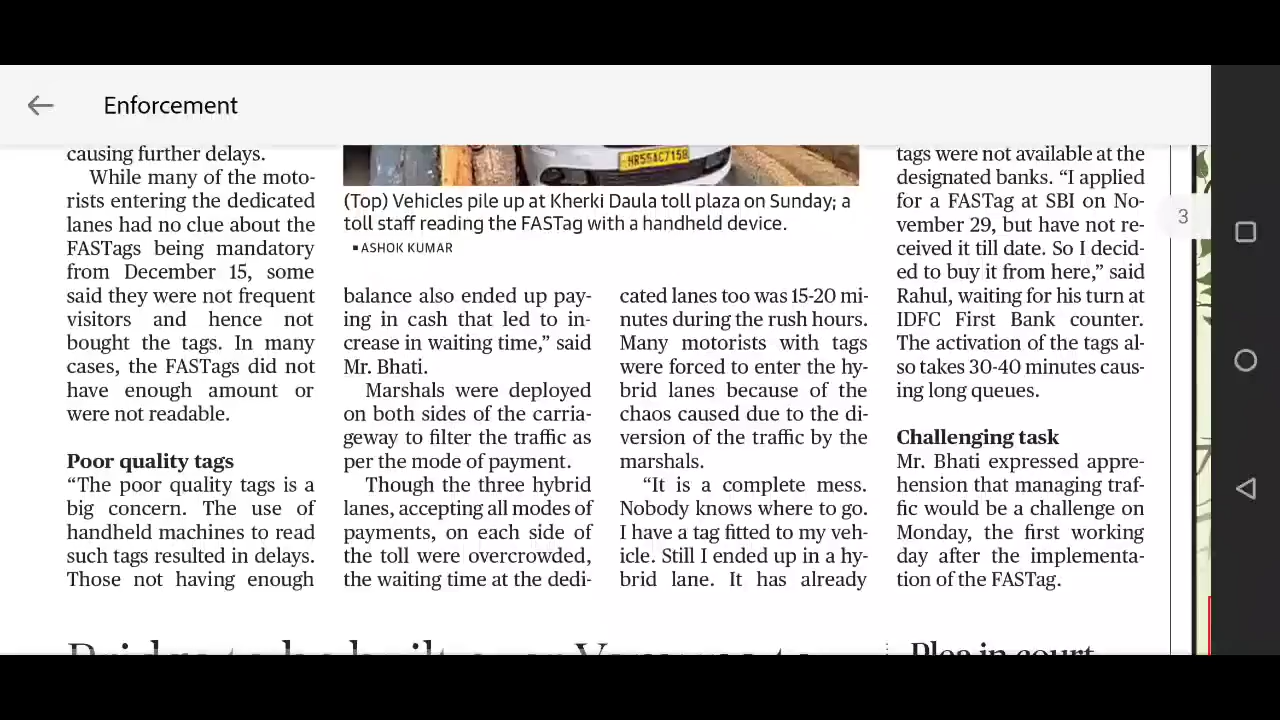 Enforcement
3
causing further delays.
While many of the moto-
rists entering the dedicated
lanes had no clue about the
FASTags being mandatory
from December 15, some
said they were not frequent
visitors and hence not
bought the tags. In many
cases, the FASTags did not
have enough amount or
were not readable.
Poor quality tags
“The poor quality tags is a
big concern. The use of
handheld machines to read
such tags resulted in delays.
Those not having enough
HR55AC7158
(Top) Vehicles pile up at Kherki Daula toll plaza on Sunday; a
toll staff reading the FASTag with a handheld device.
▪ASHOK KUMAR
balance also ended up pay-
ing in cash that led to in-
crease in waiting time,” said
Mr. Bhati.
Marshals were deployed
on both sides of the carria-
geway to filter the traffic as
per the mode of payment.
Though the three hybrid
lanes, accepting all modes of
payments, on each side of
the toll were overcrowded,
the waiting time at the dedi-
cated lanes too was 15-20 mi-
nutes during the rush hours.
Many motorists with tags
were forced to enter the hy-
brid lanes because of the
chaos caused due to the di-
version of the traffic by the
marshals.
“It is a complete mess.
Nobody knows where to go.
I have a tag fitted to my veh-
icle. Still I ended up in a hy-
brid lane. It has already
tags were not available at the
designated banks. “I applied
for a FASTag at SBI on No-
vember 29, but have not re-
ceived it till date. So I decid-
ed to buy it from here,” said
Rahul, waiting for his turn at
IDFC First Bank counter.
The activation of the tags al-
so takes 30-40 minutes caus-
ing long queues.
Challenging task
Mr. Bhati expressed appre-
hension that managing traf-
fic would be a challenge on
Monday, the first working
day after the implementa-
tion of the FASTag.
Plea in court